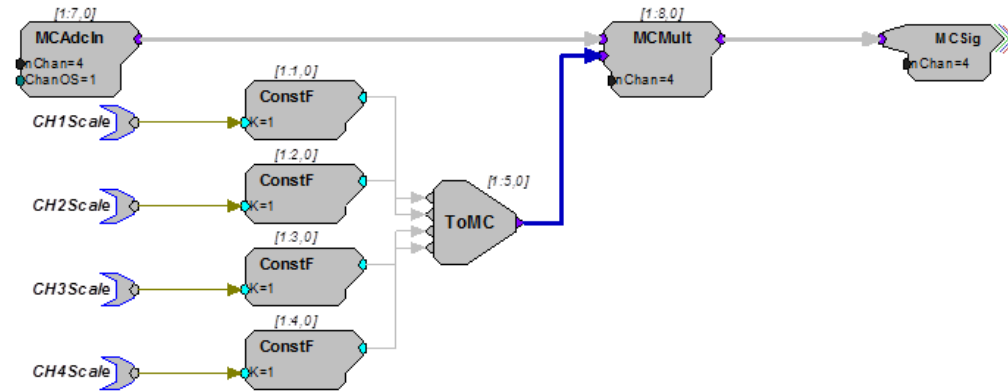 [1:7,0]
MCAdcIn
nChan=4
ChanOS=1
[1:8,0]
MCMult
nChan=4
MCSig
nChan=4
[1:1,0]
ConstF
K=1
CH1Scale
[1:2,0]
ConstF
K=1
CH2Scale
[1:5,0]
ToMC
[1:3,0]
ConstF
K=1
CH3Scale
[1:4,0]
ConstF
K=1
CH4Scale